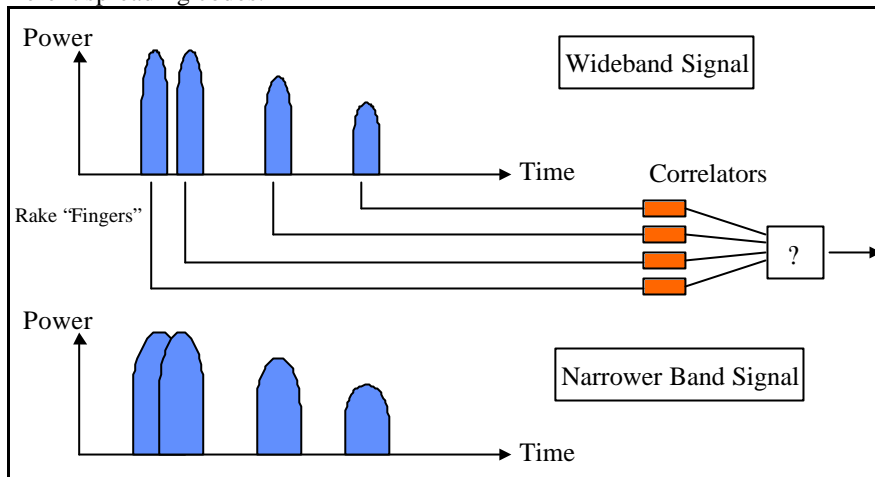 Power
Wideband Signal
Time
Correlators
Rake “Fingers”
?
Power
Narrower Band Signal
Time